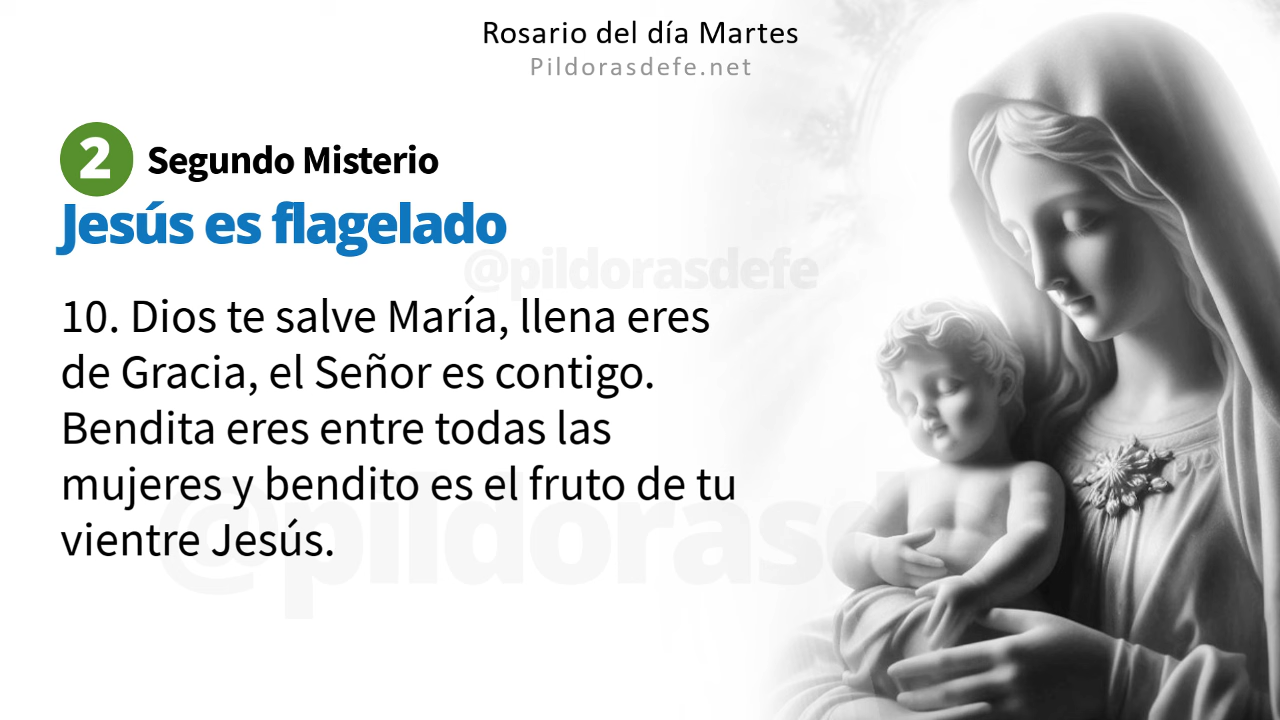 Rosario del día Martes
Pildorasdefe.net
2 Segundo Misterio
Jesús es flagelado
@pildorasdefe
10. Dios te salve María, llena eres
de Gracia, el Señor es contigo.
Bendita eres entre todas las
mujeres y bendito es el fruto de tu
vientre Jesús.
@pildorasde